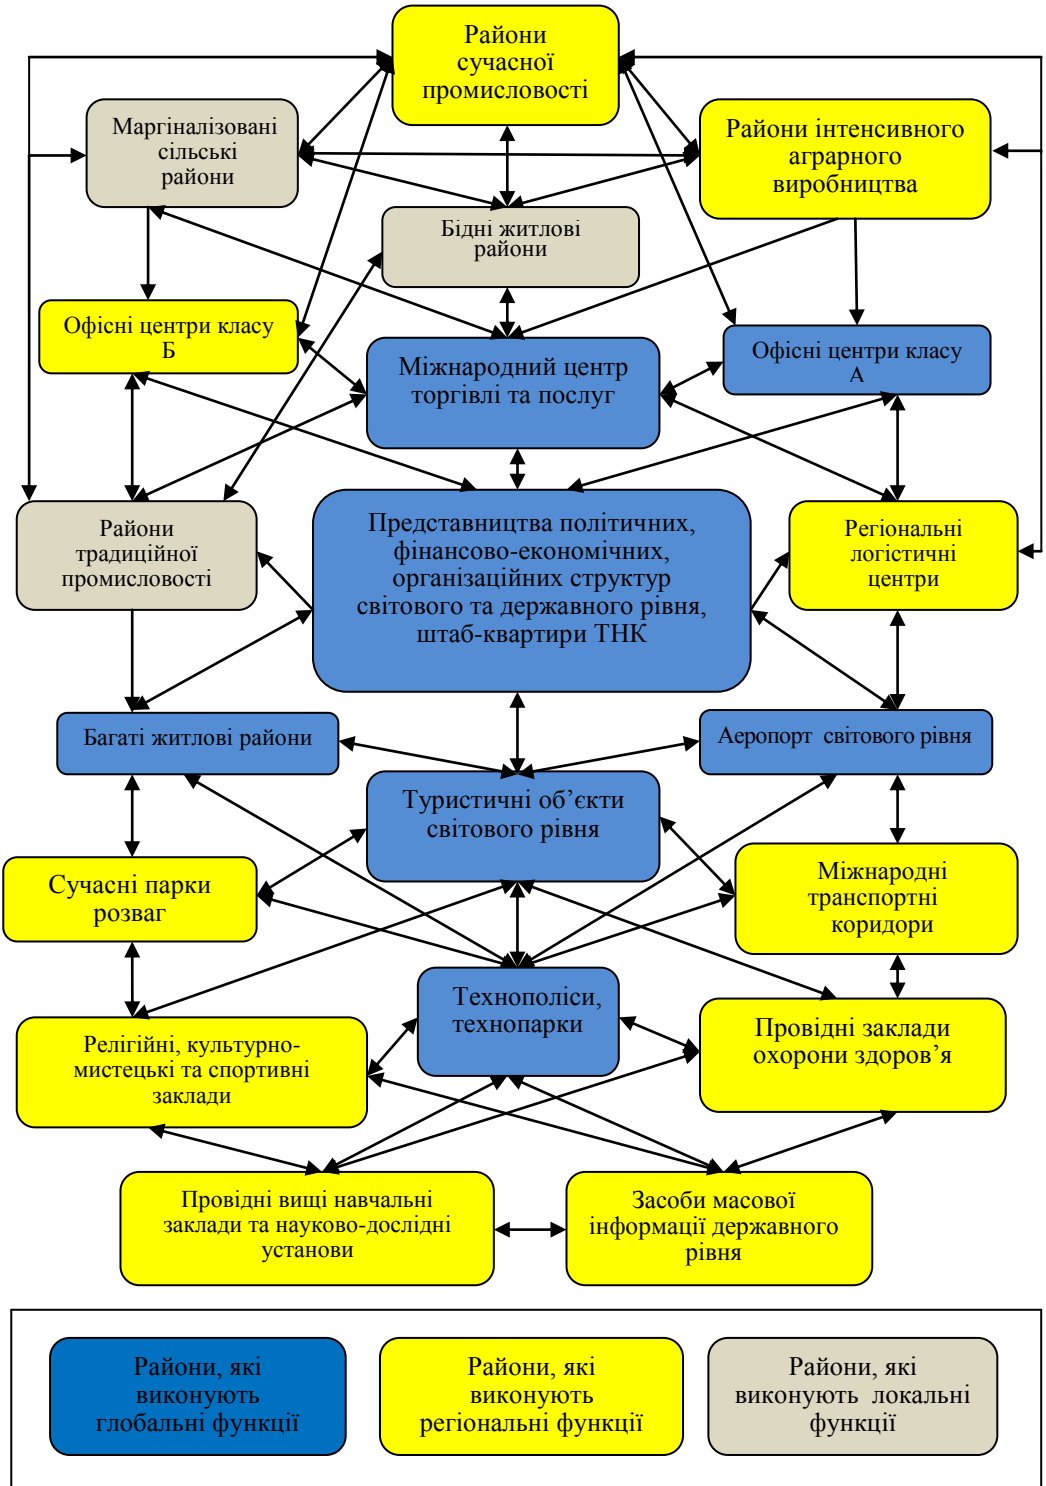 Райони
сучасної
промисловості
Маргіналізовані
сільські
райони
Райони інтенсивного
аграрного
виробництва
Бідні житлові
райони
Офісні центри класу
Б
Міжнародний центр
торгівлі та послуг
Офісні центри класу
А
Райони
традиційної
промисловості
Представництва політичних,
фінансово-економічних,
організаційних структур
світового та державного рівня,
штаб-квартири ТНК
Регіональні
логістичні
центри
Багаті житлові райони
Аеропорт світового рівня
Туристичні об’єкти
світового рівня
Сучасні парки
розваг
Міжнародні
транспортні
коридори
Технополіси,
технопарки
Релігійні, культурно-
мистецькі та спортивні
заклади
Провідні заклади
охорони здоров’я
Провідні вищі навчальні
заклади та науково-дослідні
установи
Засоби масової
інформації державного
рівня
Райони, які
виконують
глобальні функції
Райони, які
виконують
регіональні функції
Райони, які
виконують локальні
функції